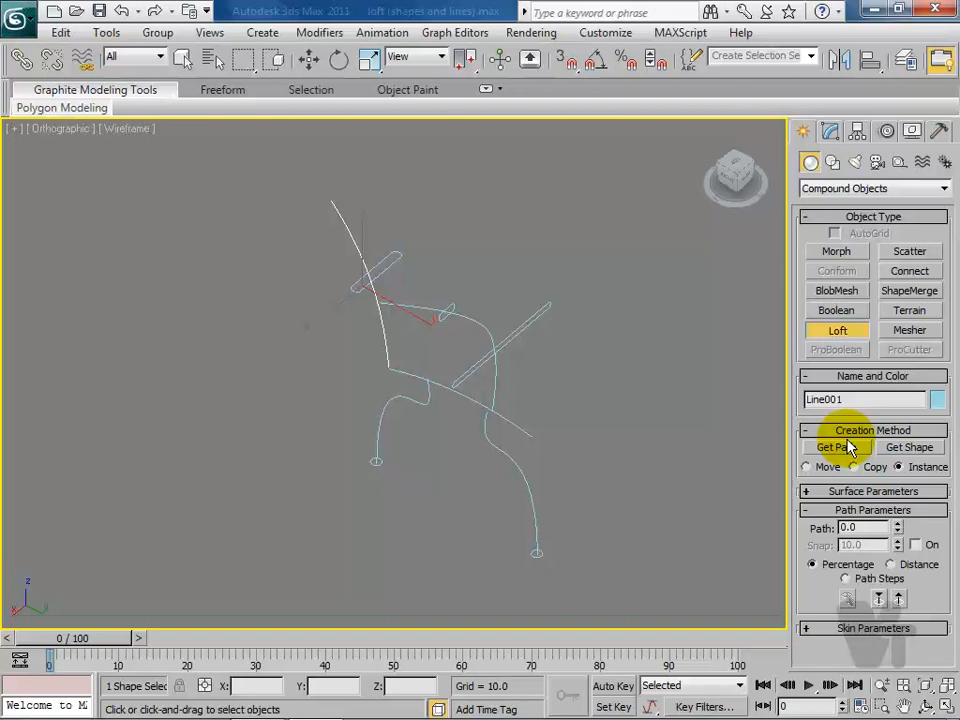 Autodesk 3ds Max 2011 loft (shapes and lines).max
Type a keyword or phrase
Edit Tools Group Views Create Modifiers Animation Graph Editors Rendering Customize MAXScript Help
All View 3 Create Selection Se
Graphite Modeling Tools Freeform Selection Object Paint
Polygon Modeling
[ + ] [ Orthographic ] [ Wireframe ]
Compound Objects
- Object Type
AutoGrid
Morph Scatter
Conform Connect
BlobMesh ShapeMerge
Boolean Terrain
Loft Mesher
ProBoolean ProCutter
- Name and Color
Line001
- Creation Method
Get Pa Get Shape
Move Copy Instance
+ Surface Parameters
- Path Parameters
Path: 0.0
Snap: 10.0 On
Percentage Distance
Path Steps
+ Skin Parameters
z
x y
< 0 / 100 >
0 10 20 30 40 50 60 70 80 90 100
1 Shape Selec X: Y: Z: Grid = 10.0 Auto Key Selected
Welcome to M Click or click-and-drag to select objects Add Time Tag Set Key Key Filters... 0